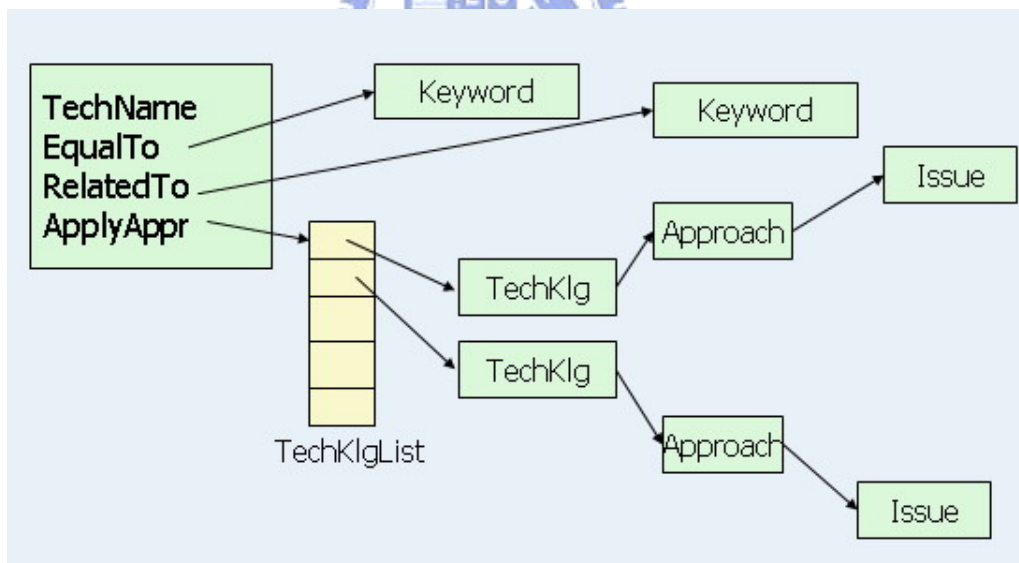 TechName
EqualTo
RelatedTo
ApplyAppr
Keyword
Keyword
Issue
Approach
TechKlg
TechKlg
TechKlgList
Approach
Issue